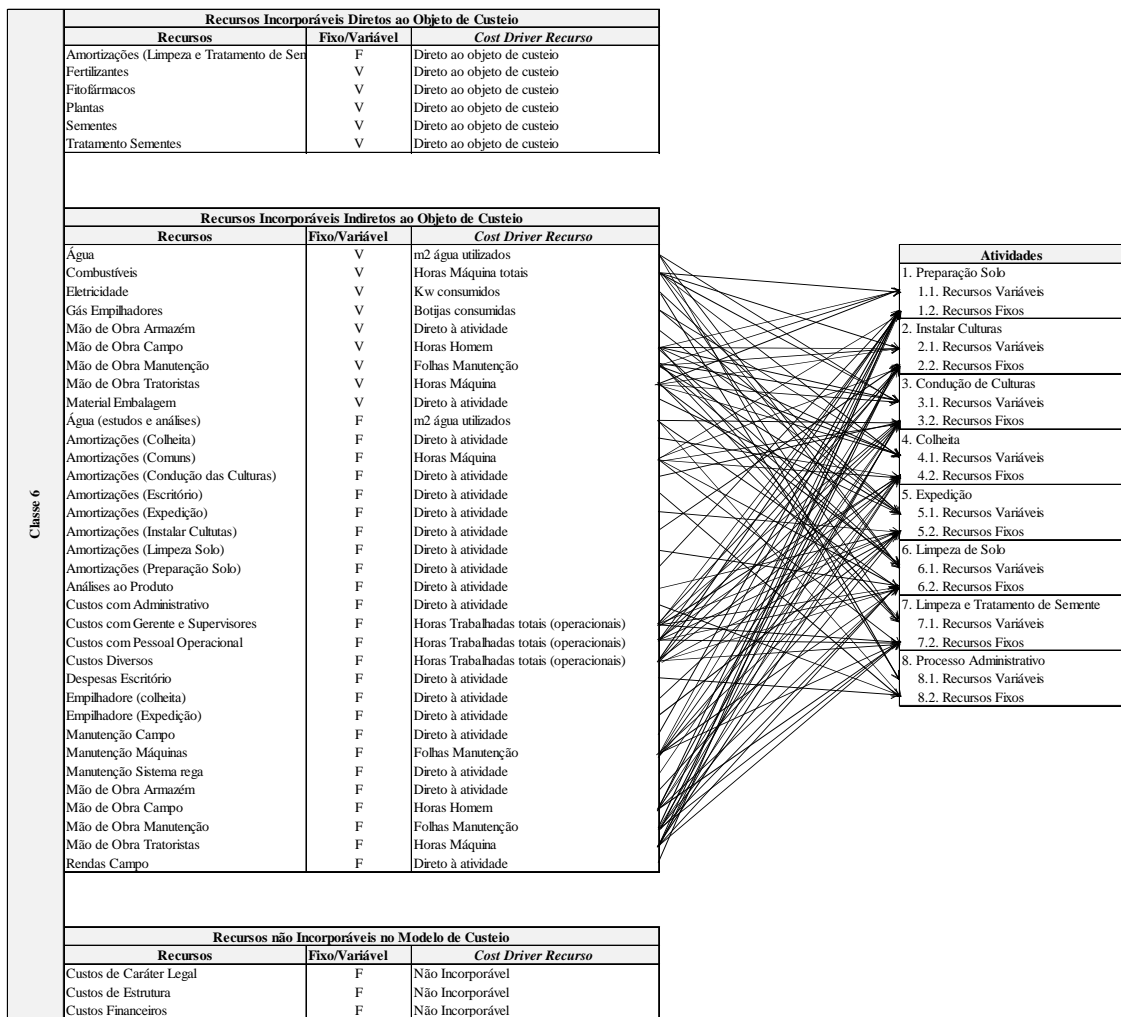 Classe 6
Recursos Incorporáveis Diretos ao Objeto de Custeio
Recursos Fixo/Variável Cost Driver Recurso
Amortizações (Limpeza e Tratamento de Sen F Direto ao objeto de custeio
Fertilizantes V Direto ao objeto de custeio
Fitofármacos V Direto ao objeto de custeio
Plantas V Direto ao objeto de custeio
Sementes V Direto ao objeto de custeio
Tratamento Sementes V Direto ao objeto de custeio
Recursos Incorporáveis Indiretos ao Objeto de Custeio
Recursos Fixo/Variável Cost Driver Recurso
Água V m2 água utilizados
Combustíveis V Horas Máquina totais
Eletricidade V Kw consumidos
Gás Empilhadores V Botijas consumidas
Mão de Obra Armazém V Direto à atividade
Mão de Obra Campo V Horas Homem
Mão de Obra Manutenção V Folhas Manutenção
Mão de Obra Tratoristas V Horas Máquina
Material Embalagem V Direto à atividade
Água (estudos e análises) F m2 água utilizados
Amortizações (Colheita) F Direto à atividade
Amortizações (Comuns) F Horas Máquina
Amortizações (Condução das Culturas) F Direto à atividade
Amortizações (Escritório) F Direto à atividade
Amortizações (Expedição) F Direto à atividade
Amortizações (Instalar Cultutas) F Direto à atividade
Amortizações (Limpeza Solo) F Direto à atividade
Amortizações (Preparação Solo) F Direto à atividade
Análises ao Produto F Direto à atividade
Custos com Administrativo F Direto à atividade
Custos com Gerente e Supervisores F Horas Trabalhadas totais (operacionais)
Custos com Pessoal Operacional F Horas Trabalhadas totais (operacionais)
Custos Diversos F Horas Trabalhadas totais (operacionais)
Despesas Escritório F Direto à atividade
Empilhadore (colheita) F Direto à atividade
Empilhadore (Expedição) F Direto à atividade
Manutenção Campo F Direto à atividade
Manutenção Máquinas F Folhas Manutenção
Manutenção Sistema rega F Direto à atividade
Mão de Obra Armazém F Direto à atividade
Mão de Obra Campo F Horas Homem
Mão de Obra Manutenção F Folhas Manutenção
Mão de Obra Tratoristas F Horas Máquina
Rendas Campo F Direto à atividade
Atividades
1. Preparação Solo
1.1. Recursos Variáveis
1.2. Recursos Fixos
2. Instalar Culturas
2.1. Recursos Variáveis
2.2. Recursos Fixos
3. Condução de Culturas
3.1. Recursos Variáveis
3.2. Recursos Fixos
4. Colheita
4.1. Recursos Variáveis
4.2. Recursos Fixos
5. Expedição
5.1. Recursos Variáveis
5.2. Recursos Fixos
6. Limpeza de Solo
6.1. Recursos Variáveis
6.2. Recursos Fixos
7. Limpeza e Tratamento de Semente
7.1. Recursos Variáveis
7.2. Recursos Fixos
8. Processo Administrativo
8.1. Recursos Variáveis
8.2. Recursos Fixos
Recursos não Incorporáveis no Modelo de Custeio
Recursos Fixo/Variável Cost Driver Recurso
Custos de Caráter Legal F Não Incorporável
Custos de Estrutura F Não Incorporável
Custos Financeiros F Não Incorporável